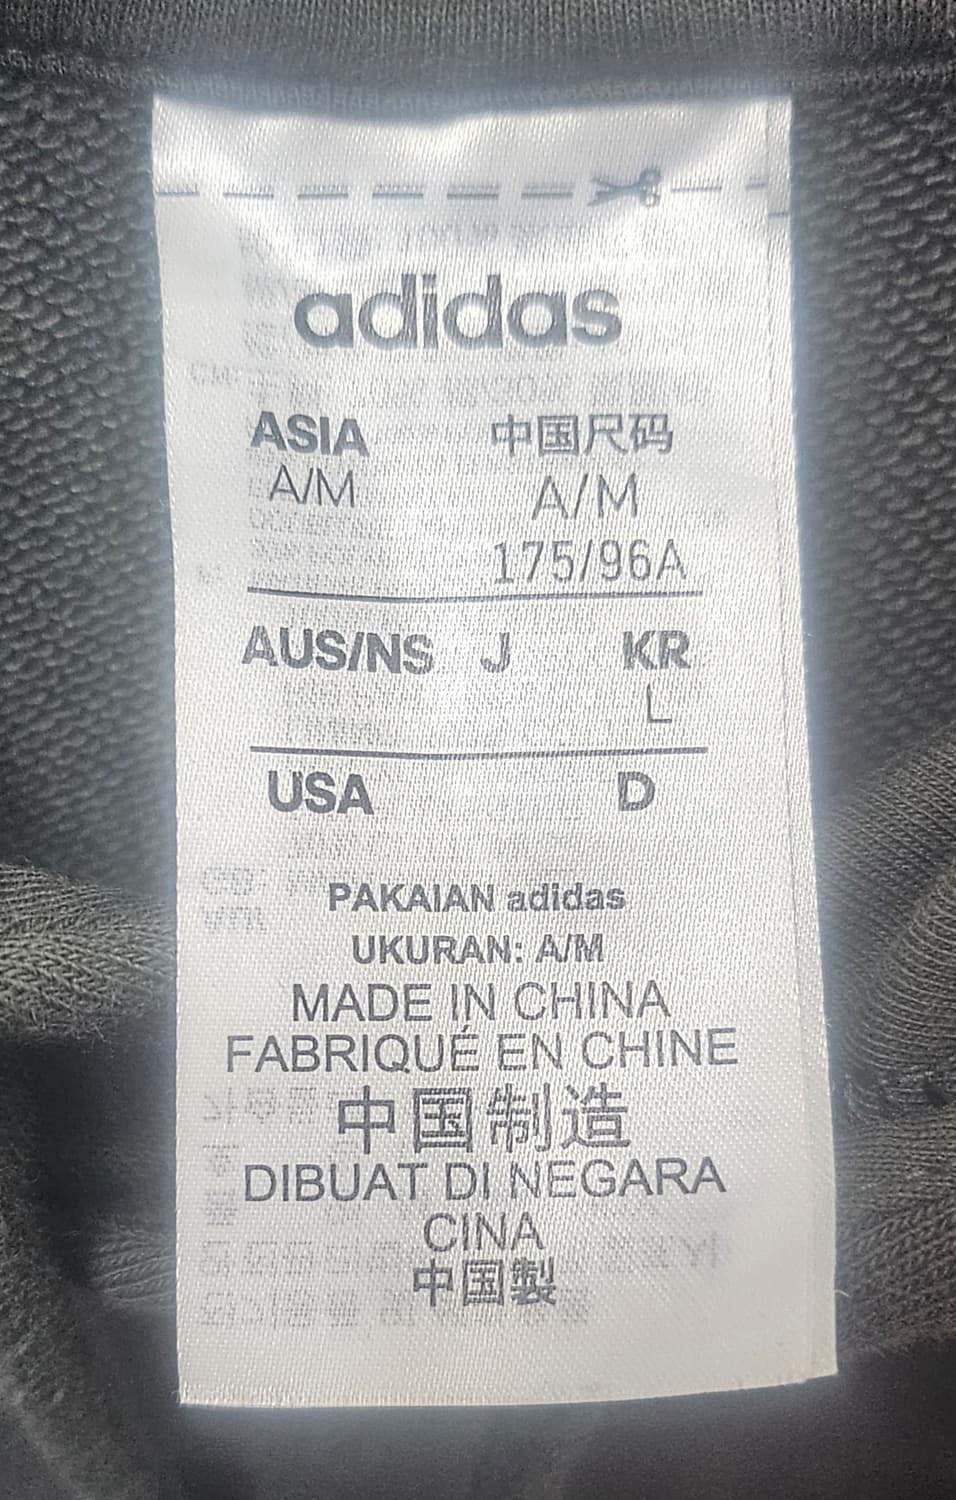 adidas
ASIA 中国尺码
A/M A/M
175/96A
AUS/NS J KR
L
USA D
PAKAIAN adidas
UKURAN: A/M
MADE IN CHINA
FABRIQUÉ EN CHINE
中国制造
DIBUAT DI NEGARA
CINA
中国製